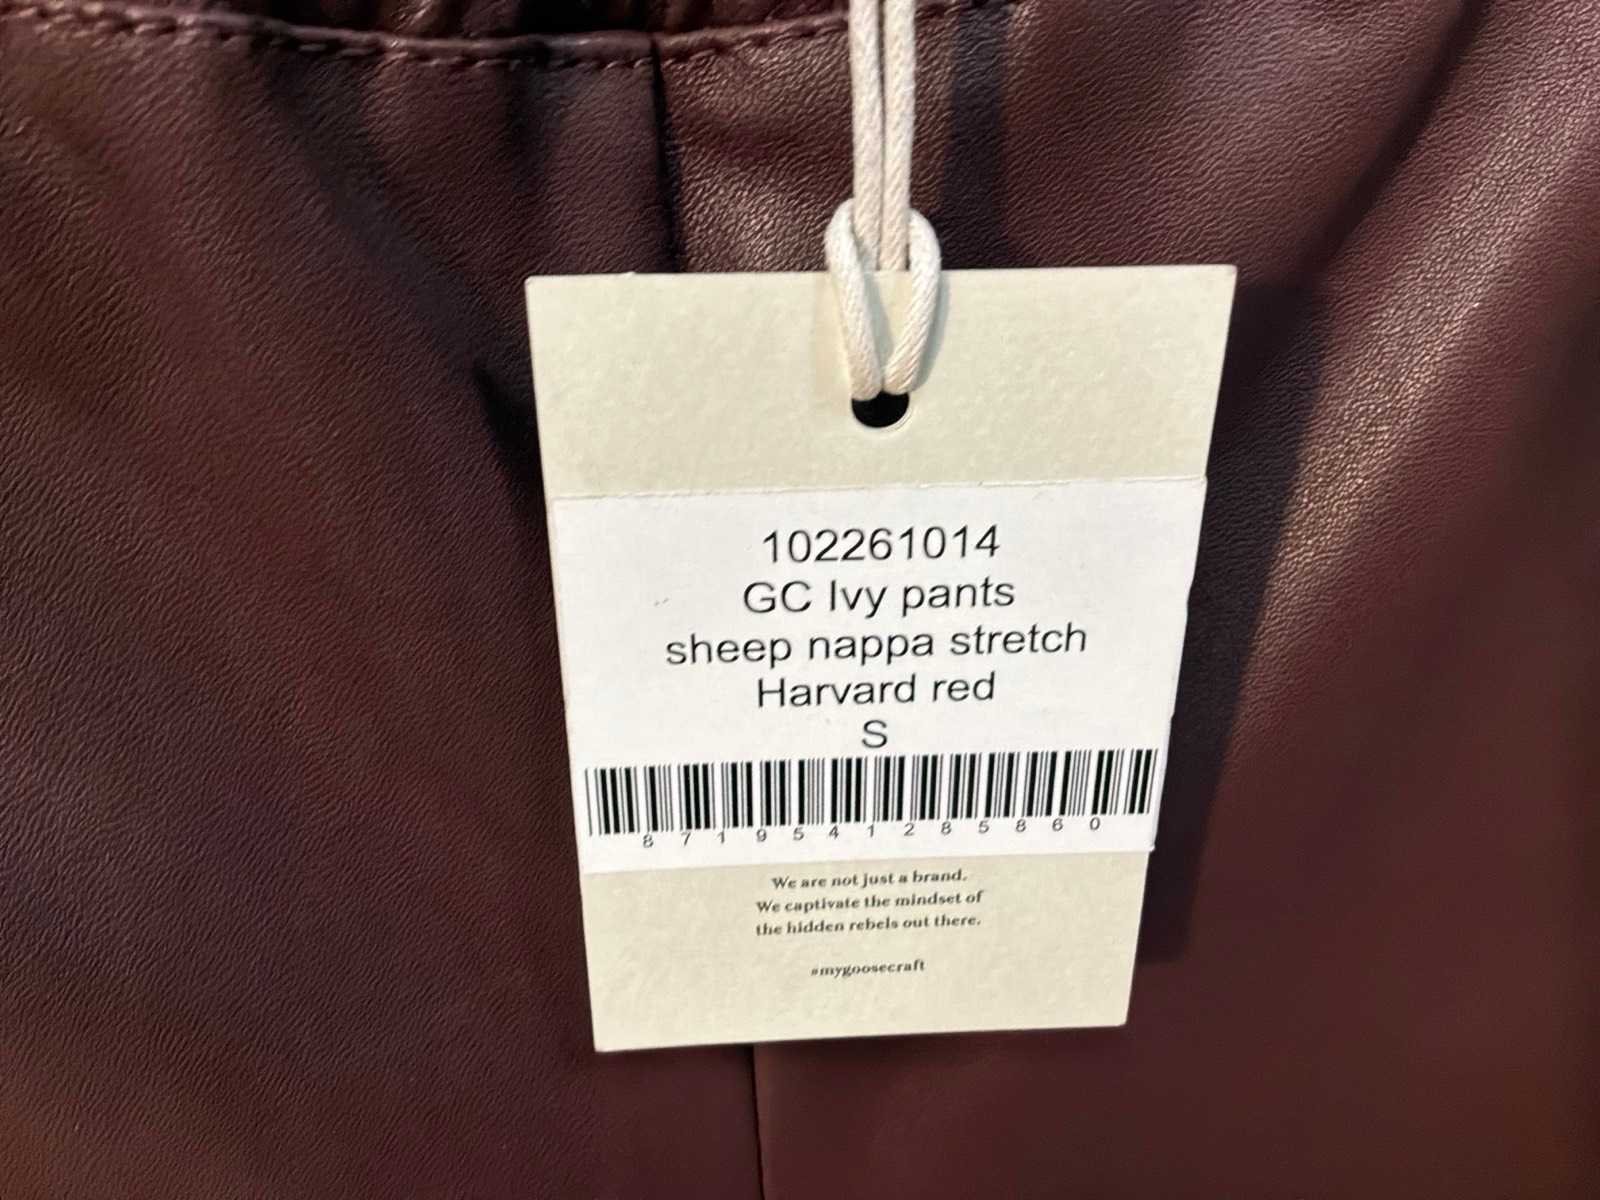 102261014
GC Ivy pants
sheep nappa stretch
Harvard red
S
8719541285860
We are not just a brand.
We captivate the mindset of
the hidden rebels out there.
#mygoosecraft